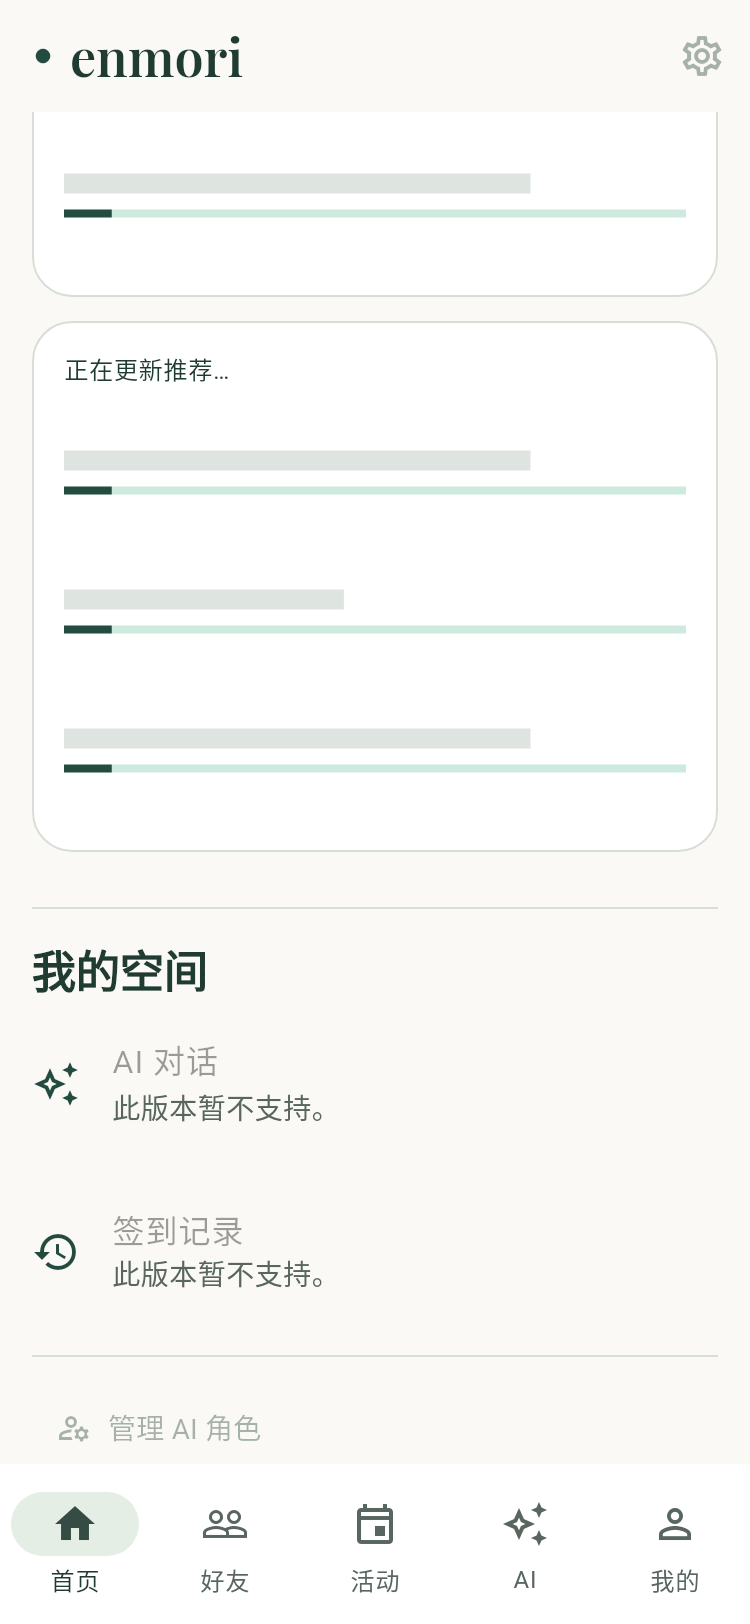 enmori
正在更新推荐...
我的空间
AI 对话
此版本暂不支持。
签到记录
此版本暂不支持。
管理 AI 角色
首页
好友
活动
AI
我的